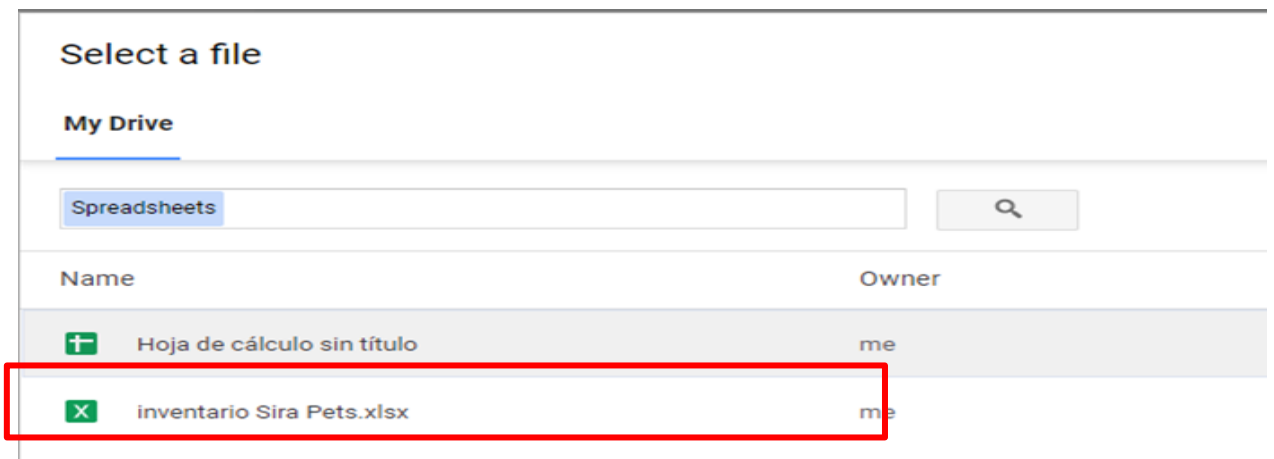 Select a file
My Drive
Spreadsheets
Name Owner
Hoja de cálculo sin título me
inventario Sira Pets.xlsx me